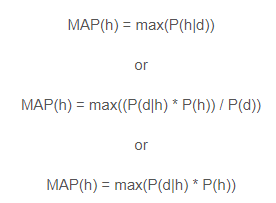 MAP(h) = max(P(h|d))
or
MAP(h) = max((P(d|h) * P(h)) / P(d))
or
MAP(h) = max(P(d|h) * P(h))